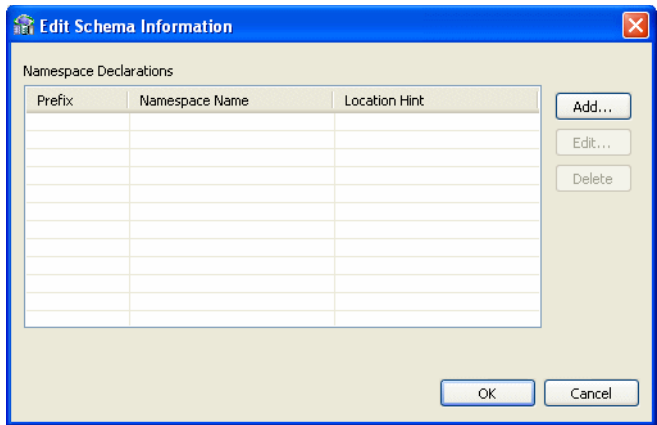 Edit Schema Information
Namespace Declarations
Prefix Namespace Name Location Hint
Add...
Edit...
Delete
OK Cancel